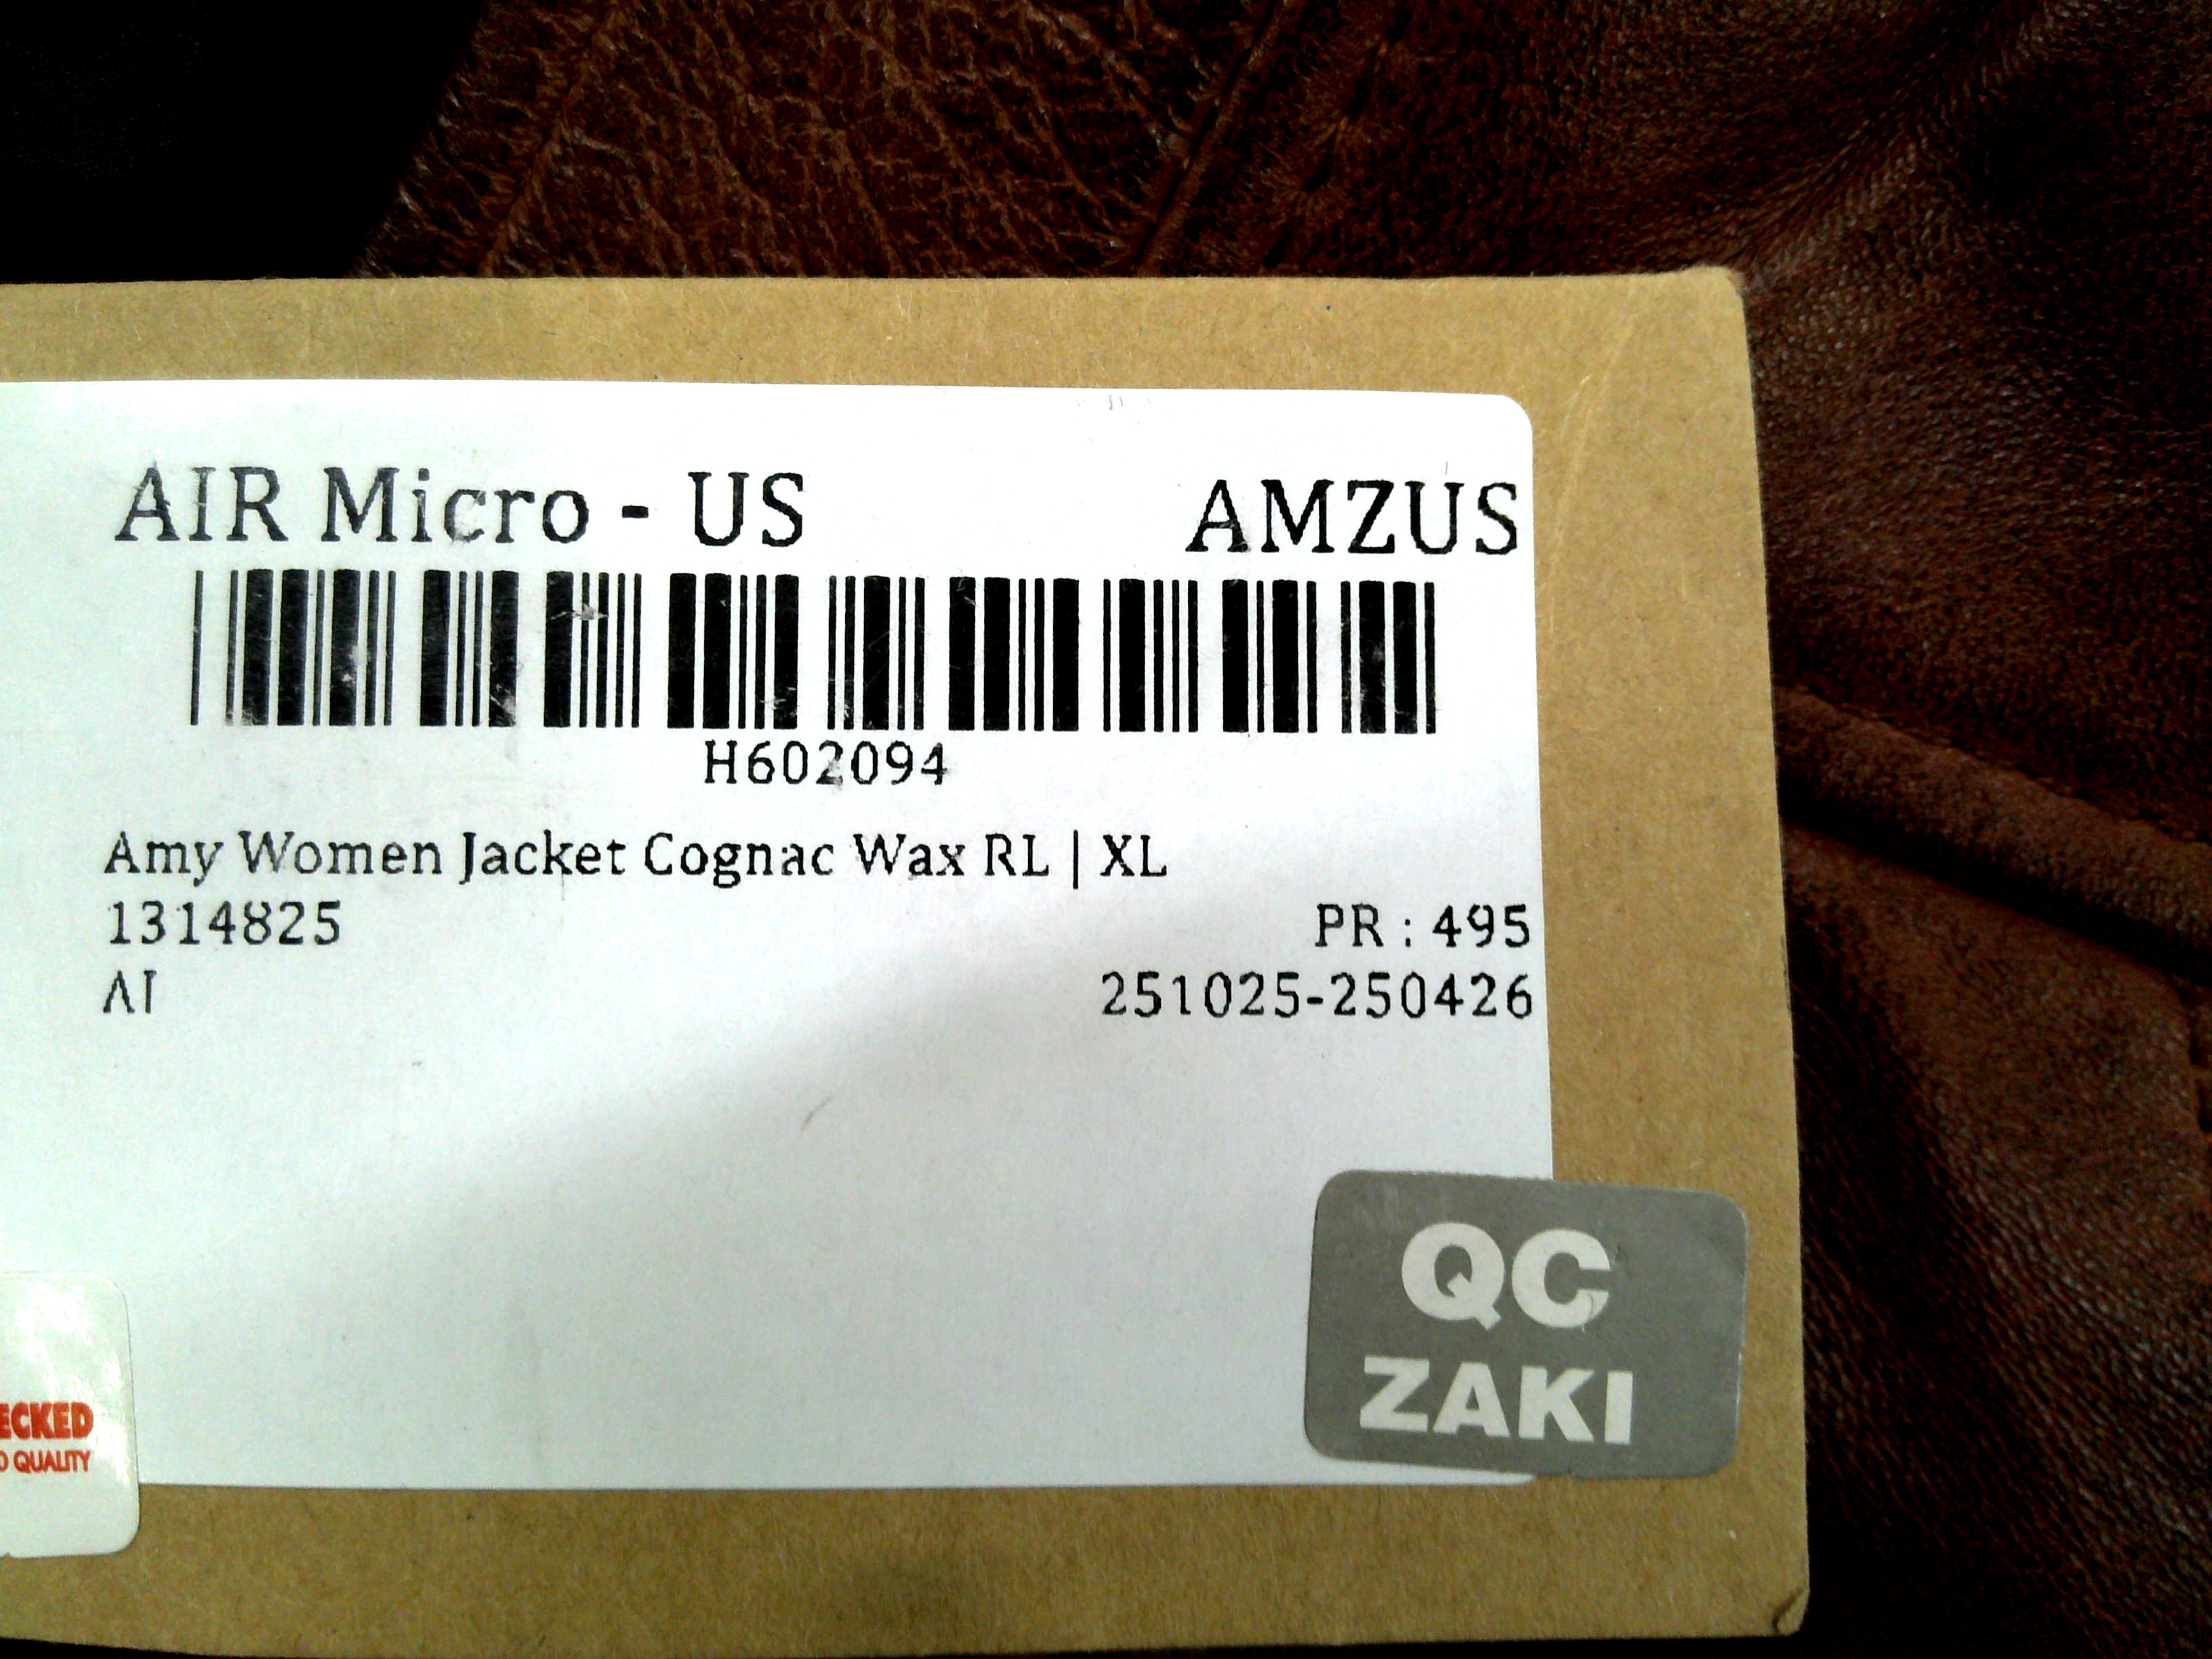 AIR Micro - US AMZUS
H602094
Amy Women Jacket Cognac Wax RL | XL
1314825 PR : 495
AI 251025-250426
QC
ZAKI
ECKED
QUALITY